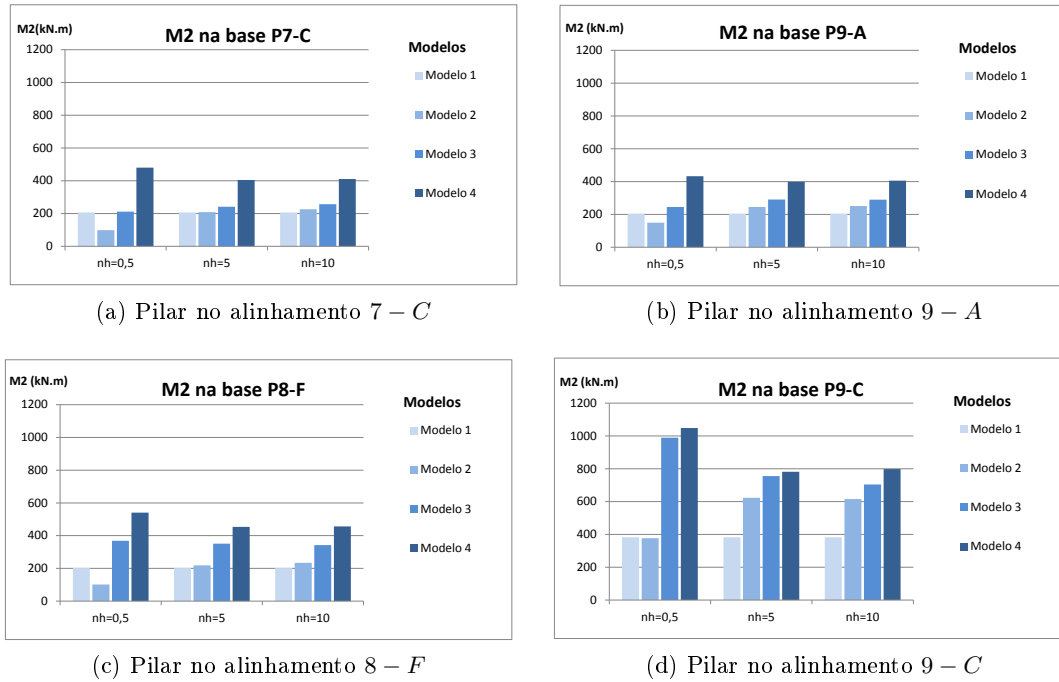 M2(kN.m)
M2 na base P7-C
Modelos
1200
1000
800
600
400
200
0
nh=0,5
nh=5
nh=10
Modelo 1
Modelo 2
Modelo 3
Modelo 4
(a) Pilar no alinhamento 7 – C
M2 (kN.m)
M2 na base P9-A
Modelos
1200
1000
800
600
400
200
0
nh=0,5
nh=5
nh=10
Modelo 1
Modelo 2
Modelo 3
Modelo 4
(b) Pilar no alinhamento 9 – A
M2 (kN.m)
M2 na base P8-F
Modelos
1200
1000
800
600
400
200
0
nh=0,5
nh=5
nh=10
Modelo 1
Modelo 2
Modelo 3
Modelo 4
(c) Pilar no alinhamento 8 – F
M2 (kN.m)
M2 na base P9-C
Modelos
1200
1000
800
600
400
200
0
nh=0,5
nh=5
nh=10
Modelo 1
Modelo 2
Modelo 3
Modelo 4
(d) Pilar no alinhamento 9 – C